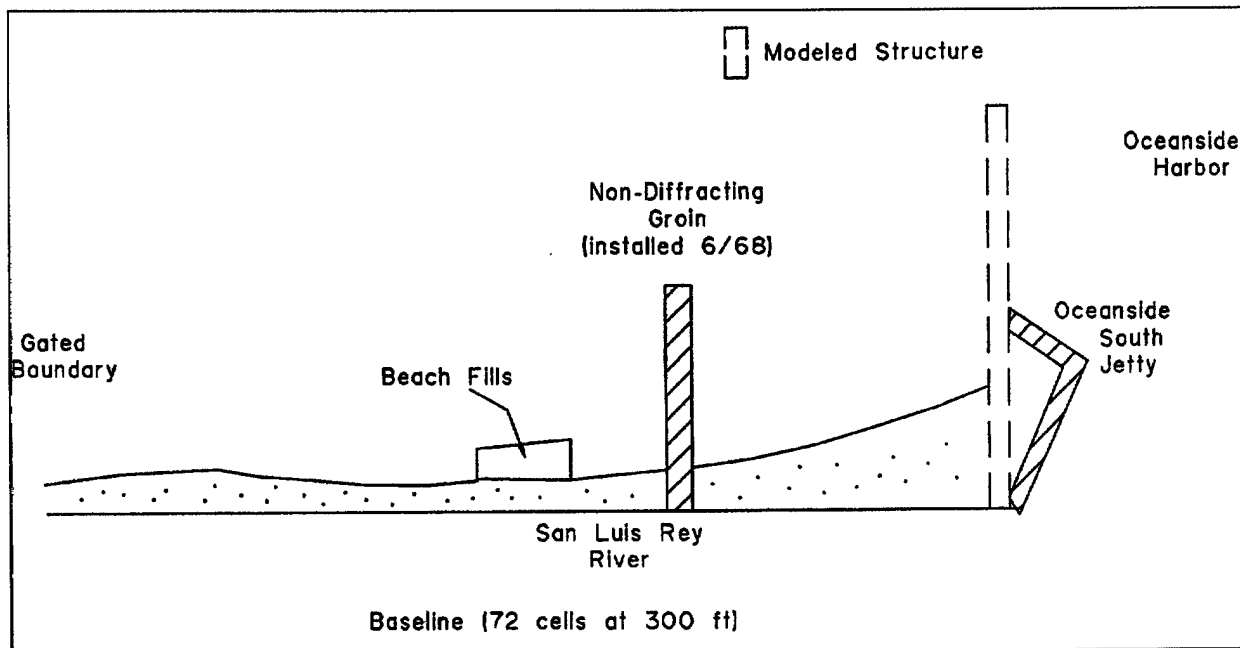 Modeled Structure
Oceanside
Harbor
Non-Diffracting
Groin
(installed 6/68)
Oceanside
South
Jetty
Gated
Boundary
Beach Fills
San Luis Rey
River
Baseline (72 cells at 300 ft)